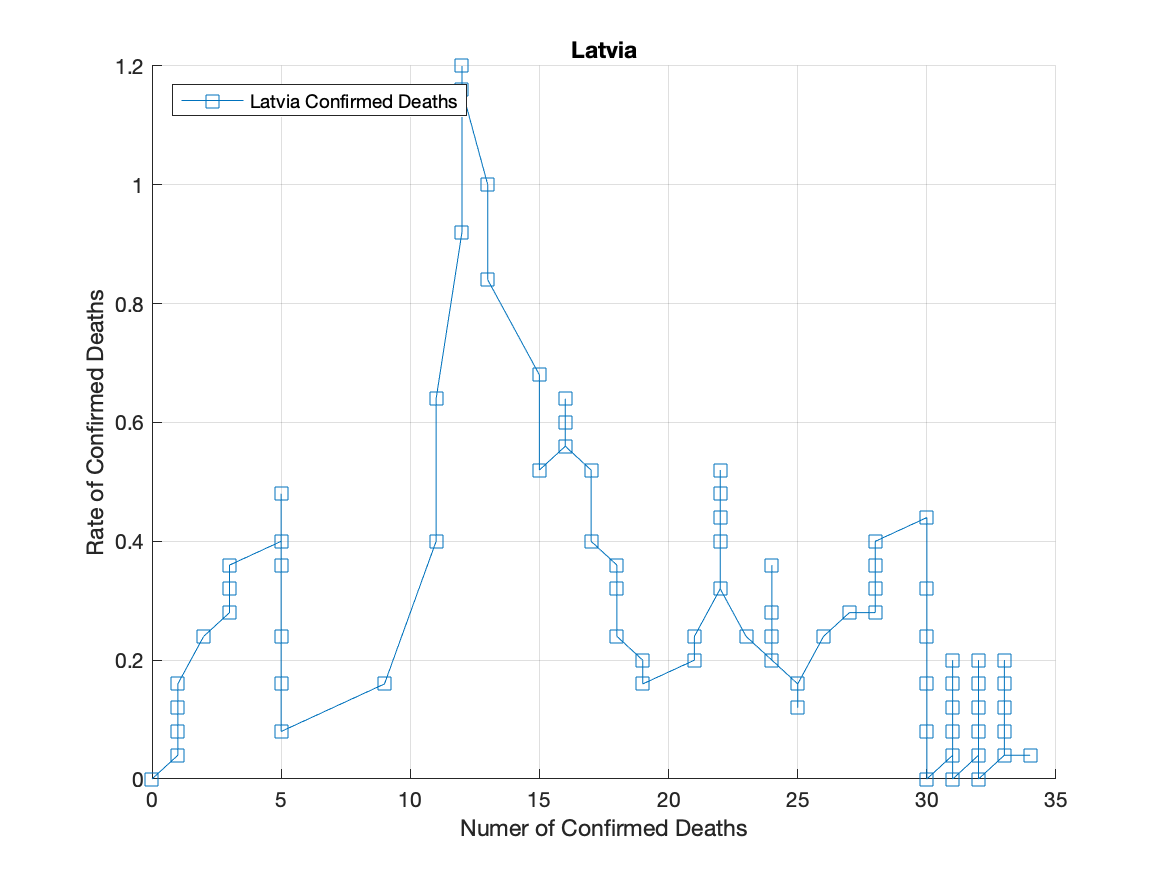 Latvia
Latvia Confirmed Deaths
Rate of Confirmed Deaths
1.2
1
0.8
0.6
0.4
0.2
0
0 5 10 15 20 25 30 35
Numer of Confirmed Deaths